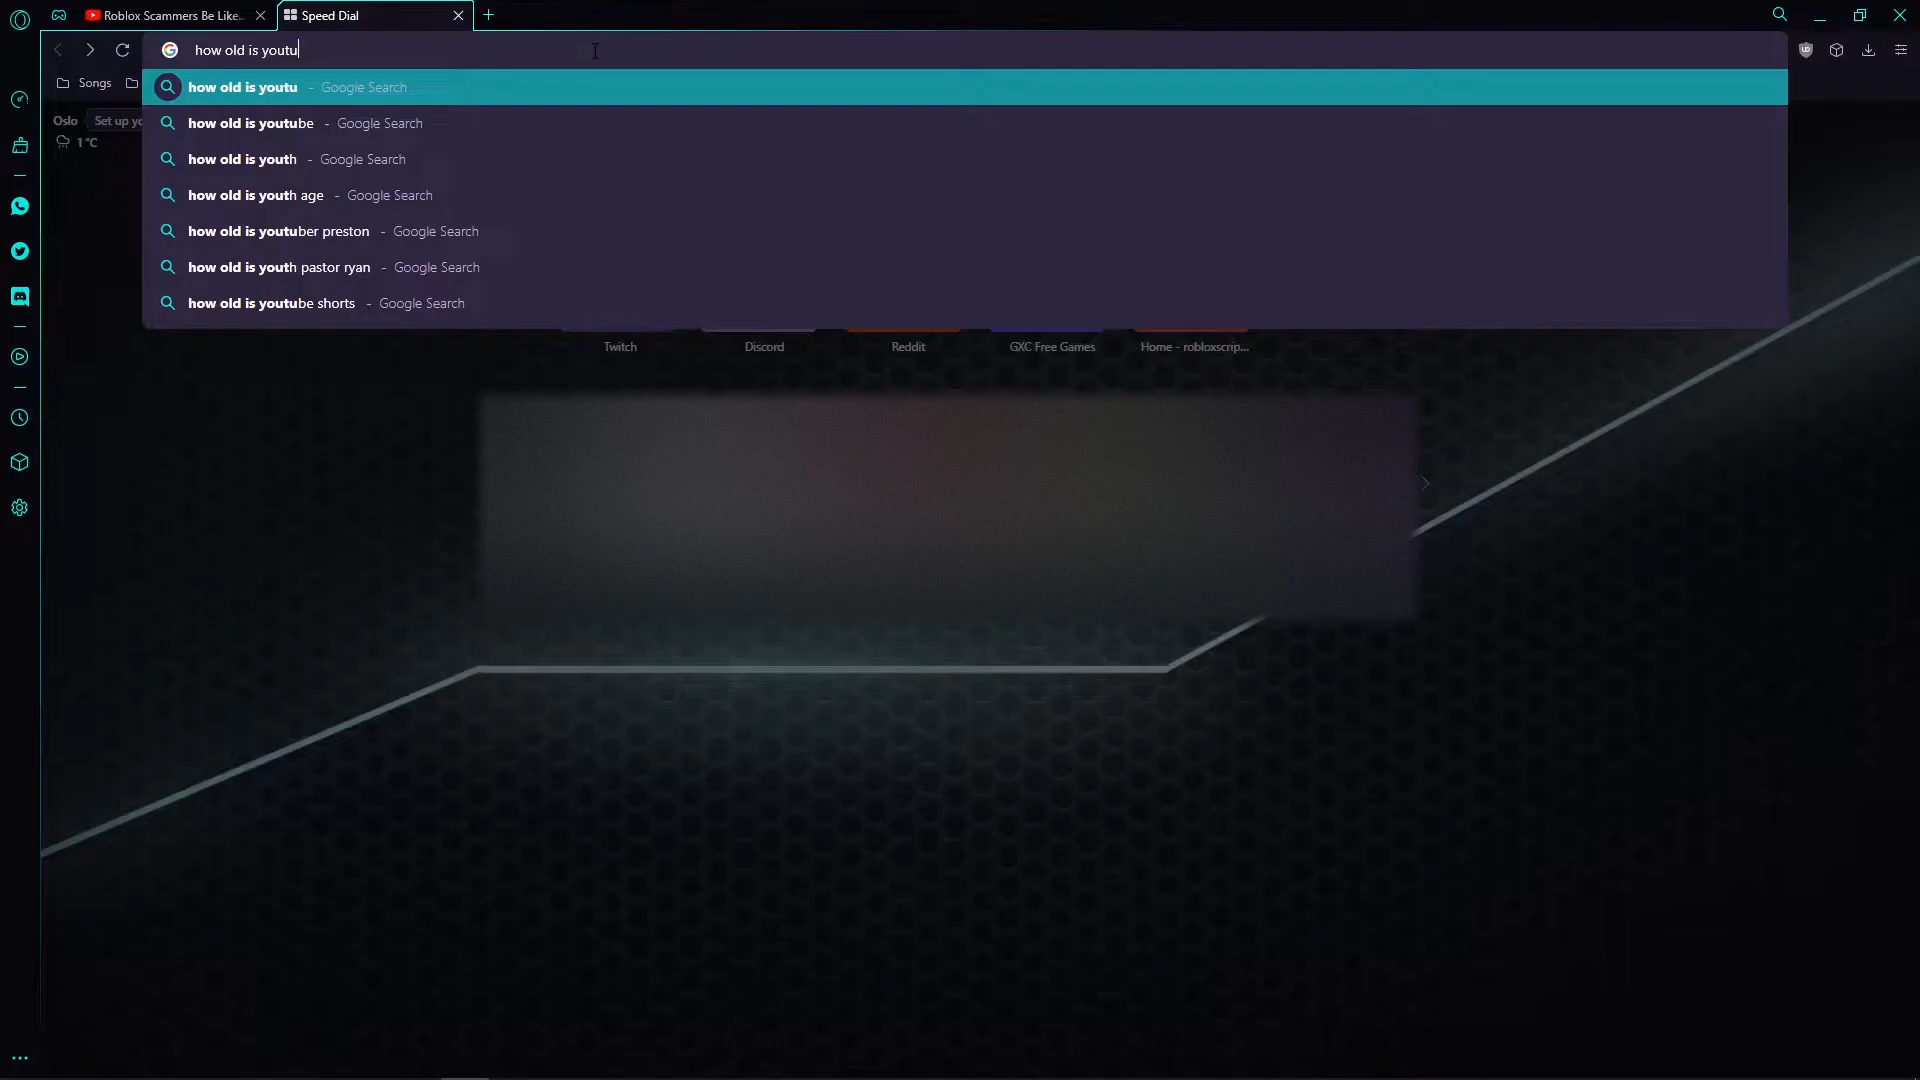 Roblox Scammers Be Like...
Speed Dial
how old is youtu
Songs
how old is youtu - Google Search
how old is youtube - Google Search
Oslo
Set up yo
1°C
how old is youth - Google Search
how old is youth age - Google Search
how old is youtuber preston - Google Search
how old is youth pastor ryan - Google Search
how old is youtube shorts - Google Search
Twitch
Discord
Reddit
GXC Free Games
Home - robloxscrip...